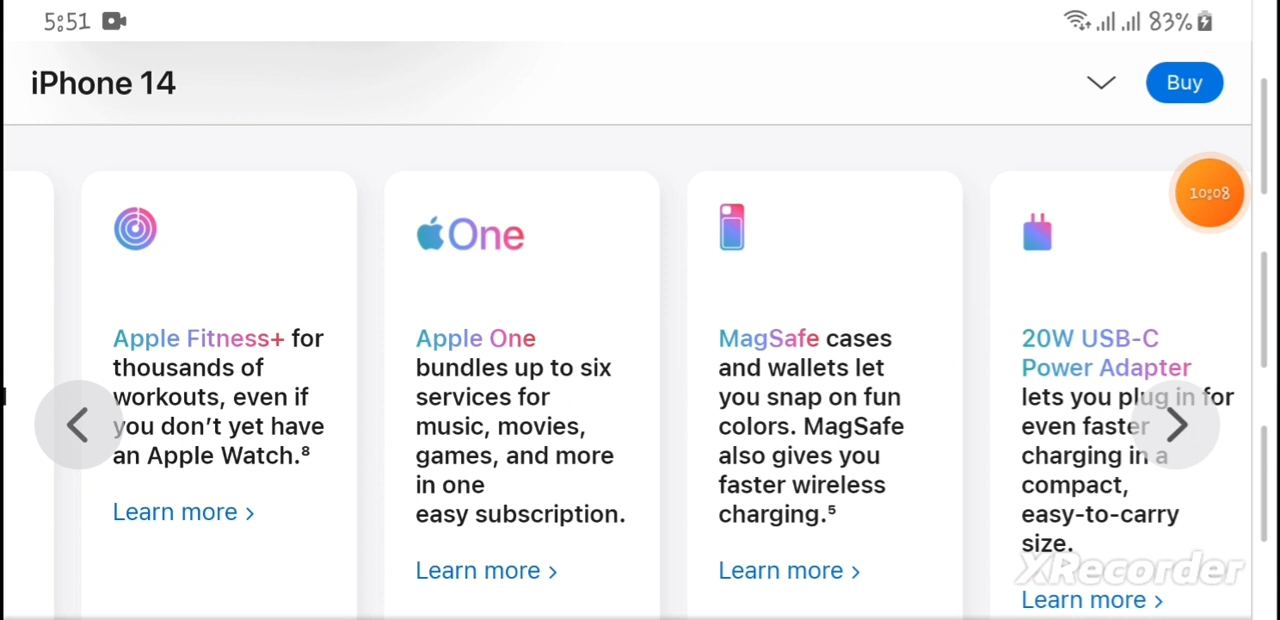 5:51
83%
iPhone 14
Buy
10:08
One
Apple Fitness+ for
thousands of
workouts, even if
you don’t yet have
an Apple Watch.⁸
Learn more >
Apple One
bundles up to six
services for
music, movies,
games, and more
in one
easy subscription.
Learn more >
MagSafe cases
and wallets let
you snap on fun
colors. MagSafe
also gives you
faster wireless
charging.⁵
Learn more >
20W USB-C
Power Adapter
lets you plug in for
even faster
charging in a
compact,
easy-to-carry
size.
Learn more >
XRecorder